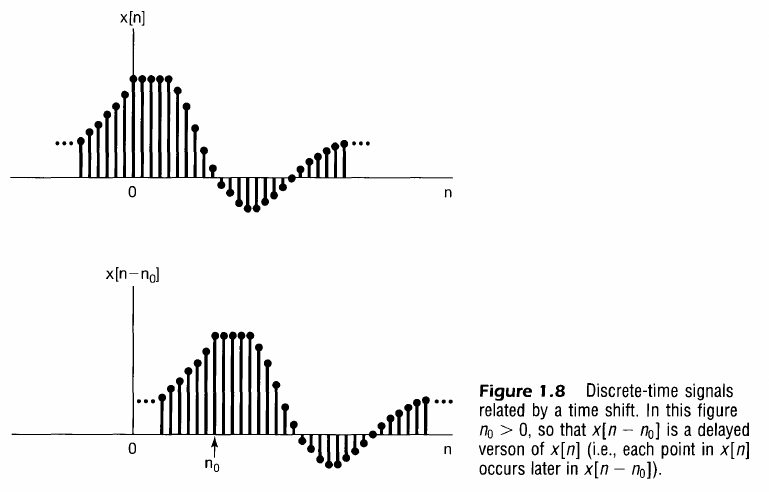 x[n]
0
n
x[n−n₀]
0
n₀
n
Figure 1.8 Discrete-time signals
related by a time shift. In this figure
n₀ > 0, so that x[n − n₀] is a delayed
verson of x[n] (i.e., each point in x[n]
occurs later in x[n − n₀]).